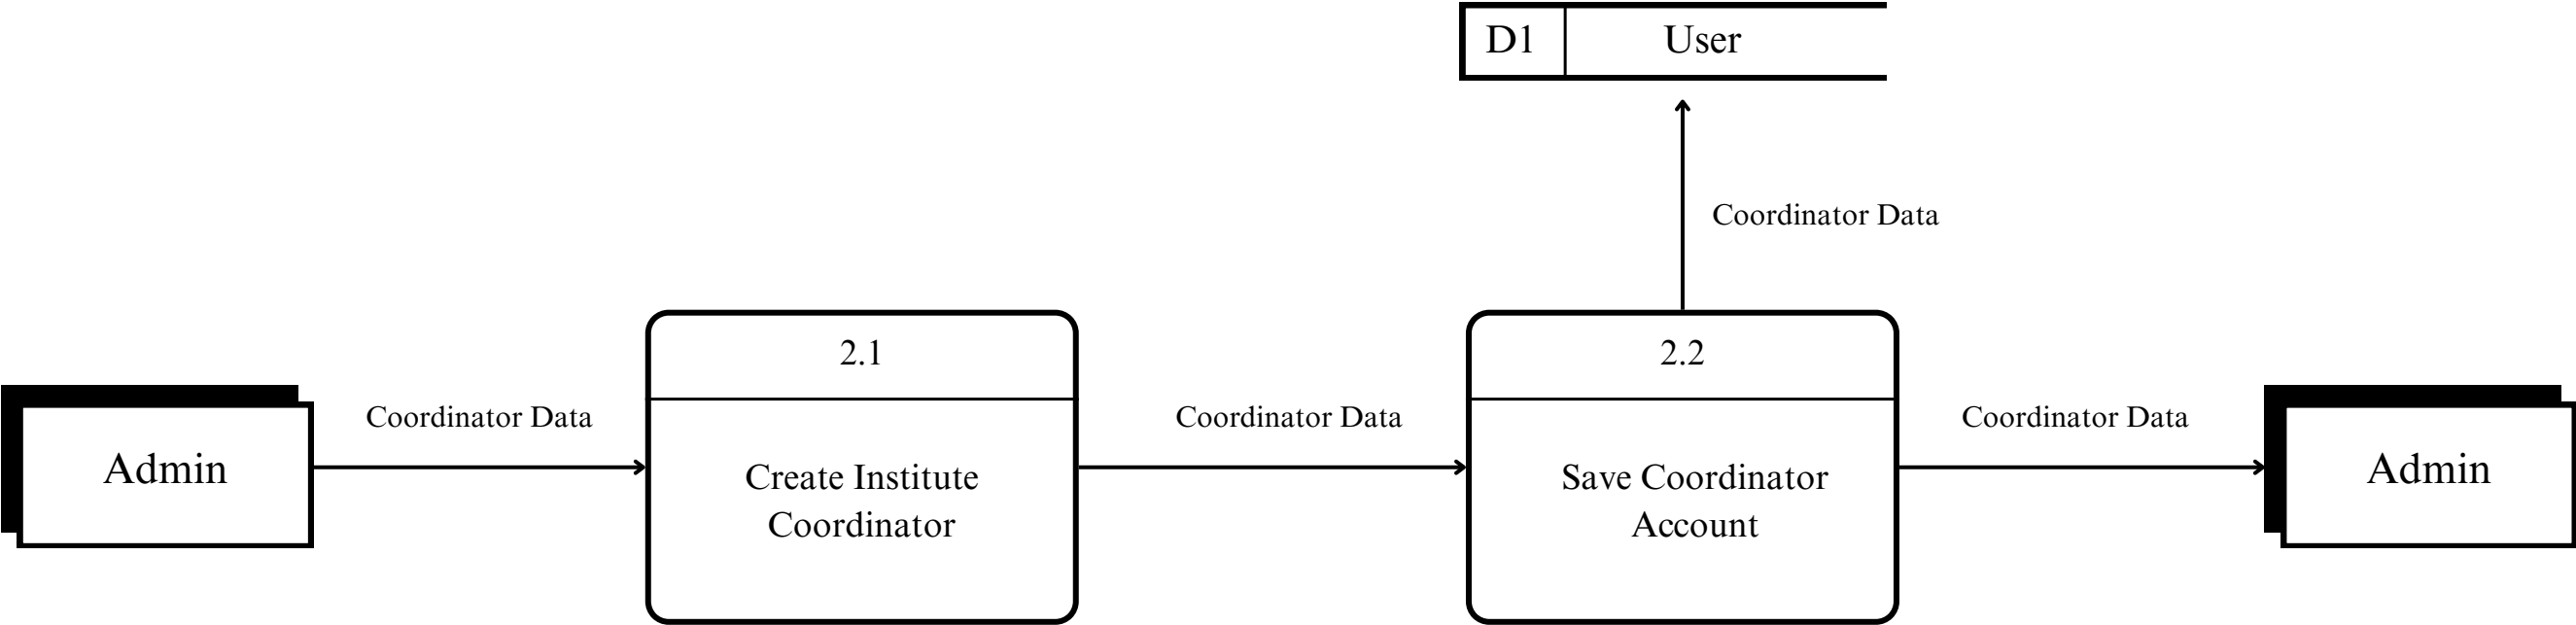 D1 User
Coordinator Data
2.1
2.2
Admin
Coordinator Data
Create Institute
Coordinator
Coordinator Data
Save Coordinator
Account
Coordinator Data
Admin